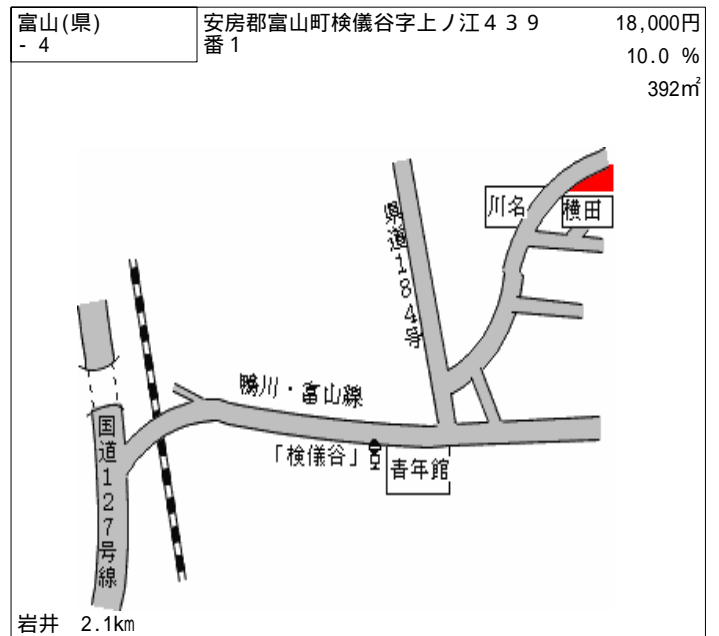 富山(県)
- 4
安房郡富山町検儀谷字上ノ江４３９
番１
18,000円
10.0 %
392㎡
川名
横田
県道184号
鴨川・富山線
「検儀谷」
青年館
国道127号線
岩井 2.1km